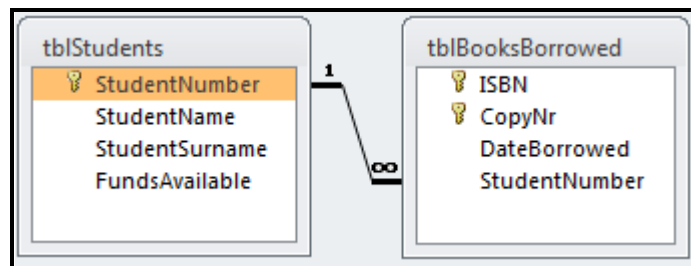 tblStudents
StudentNumber
StudentName
StudentSurname
FundsAvailable
1
∞
tblBooksBorrowed
ISBN
CopyNr
DateBorrowed
StudentNumber